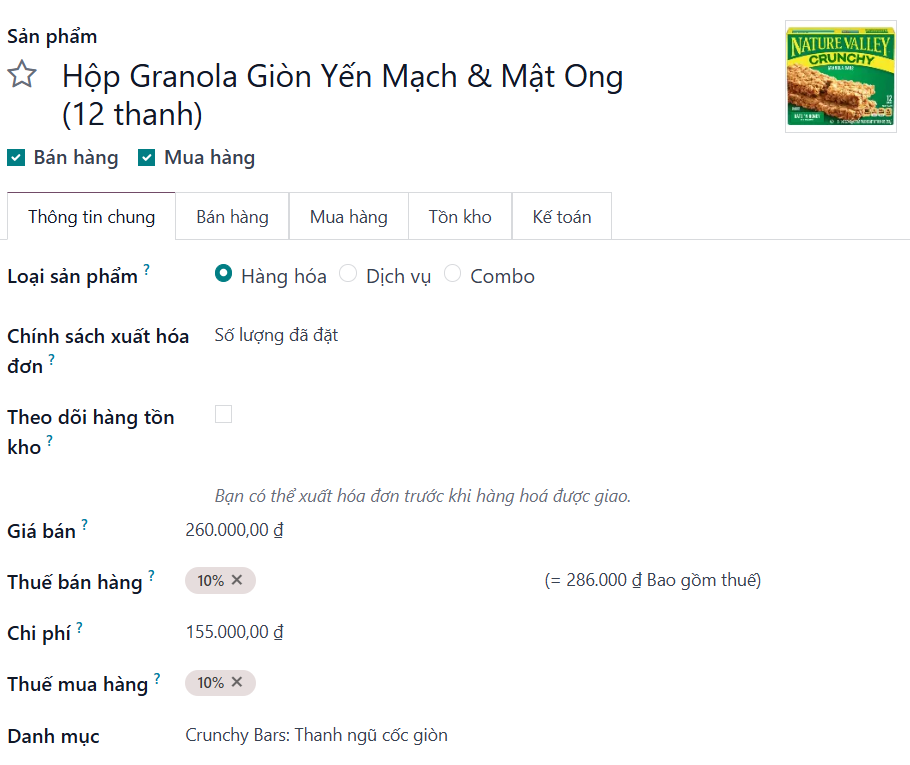 Sản phẩm
Hộp Granola Giòn Yến Mạch & Mật Ong
(12 thanh)
NATURE VALLEY
CRUNCHY
GRANOLA BARS
Bán hàng Mua hàng
Thông tin chung Bán hàng Mua hàng Tồn kho Kế toán
Loại sản phẩm ? Hàng hóa Dịch vụ Combo
Chính sách xuất hóa Số lượng đã đặt
đơn ?
Theo dõi hàng tồn
kho ?
Bạn có thể xuất hóa đơn trước khi hàng hoá được giao.
Giá bán ? 260.000,00 ₫
Thuế bán hàng ? 10% ✕ (= 286.000 ₫ Bao gồm thuế)
Chi phí ? 155.000,00 ₫
Thuế mua hàng ? 10% ✕
Danh mục Crunchy Bars: Thanh ngũ cốc giòn